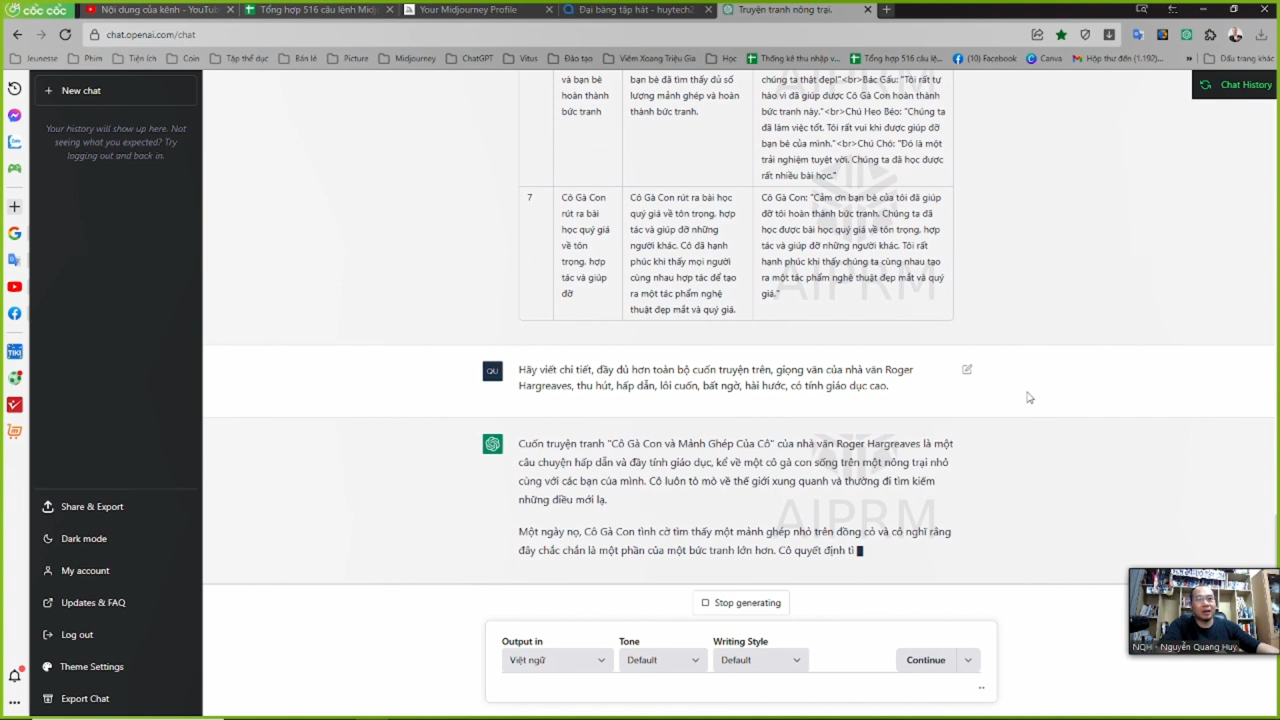 cốc cốc
Nội dung của kênh - YouTub
Tổng hợp 516 câu lệnh Midj
Your Midjourney Profile
Đại bàng tập hát - huytech2
Truyện tranh nông trại.
chat.openai.com/chat
Jeunesse
Phim
Tiện ích
Coin
Tập thể dục
Bán lẻ
Picture
Midjourney
ChatGPT
Vitus
Đào tạo
Viêm Xoang Triệu Gia
Học
Thống kê thu nhập v...
Tổng hợp 516 câu lệ...
(10) Facebook
Canva
Hộp thư đến (1.192)...
»
Dấu trang khác
New chat
Your history will show up here. Not
seeing what you expected? Try
logging out and back in.
Chat History
và bạn bè
hoàn thành
bức tranh
bạn bè đã tìm thấy đủ số
lượng mảnh ghép và hoàn
thành bức tranh.
chúng ta thật đẹp!"<br>Bác Gấu: "Tôi rất tự
hào vì đã giúp được Cô Gà Con hoàn thành
bức tranh này."<br>Chú Heo Béo: "Chúng ta
đã làm việc tốt. Tôi rất vui khi được giúp đỡ
bạn bè của mình."<br>Chú Chó: "Đó là một
trải nghiệm tuyệt vời. Chúng ta đã học được
rất nhiều bài học."
7
Cô Gà Con
rút ra bài
học quý giá
về tôn
trọng, hợp
tác và giúp
đỡ
Cô Gà Con rút ra bài học
quý giá về tôn trọng, hợp
tác và giúp đỡ những
người khác. Cô đã hạnh
phúc khi thấy mọi người
cùng nhau hợp tác để tạo
ra một tác phẩm nghệ
thuật đẹp mắt và quý giá.
Cô Gà Con: "Cảm ơn bạn bè của tôi đã giúp
đỡ tôi hoàn thành bức tranh. Chúng ta đã
học được bài học quý giá về tôn trọng, hợp
tác và giúp đỡ những người khác. Tôi rất
hạnh phúc khi thấy chúng ta cùng nhau tạo
ra một tác phẩm nghệ thuật đẹp mắt và quý
giá."
AIPRM
QU
Hãy viết chi tiết, đầy đủ hơn toàn bộ cuốn truyện trên, giọng văn của nhà văn Roger
Hargreaves, thu hút, hấp dẫn, lôi cuốn, bất ngờ, hài hước, có tính giáo dục cao.
Cuốn truyện tranh "Cô Gà Con và Mảnh Ghép Của Cô" của nhà văn Roger Hargreaves là một
câu chuyện hấp dẫn và đầy tính giáo dục, kể về một cô gà con sống trên một nông trại nhỏ
cùng với các bạn của mình. Cô luôn tò mò về thế giới xung quanh và thường đi tìm kiếm
những điều mới lạ.
Một ngày nọ, Cô Gà Con tình cờ tìm thấy một mảnh ghép nhỏ trên đồng cỏ và cô nghĩ rằng
đây chắc chắn là một phần của một bức tranh lớn hơn. Cô quyết định tì
AIPRM
Share & Export
Dark mode
My account
Updates & FAQ
Log out
Theme Settings
Export Chat
Stop generating
Output in
Tone
Writing Style
Việt ngữ
Default
Default
Continue
TIKI
NQH - Nguyễn Quang Huy